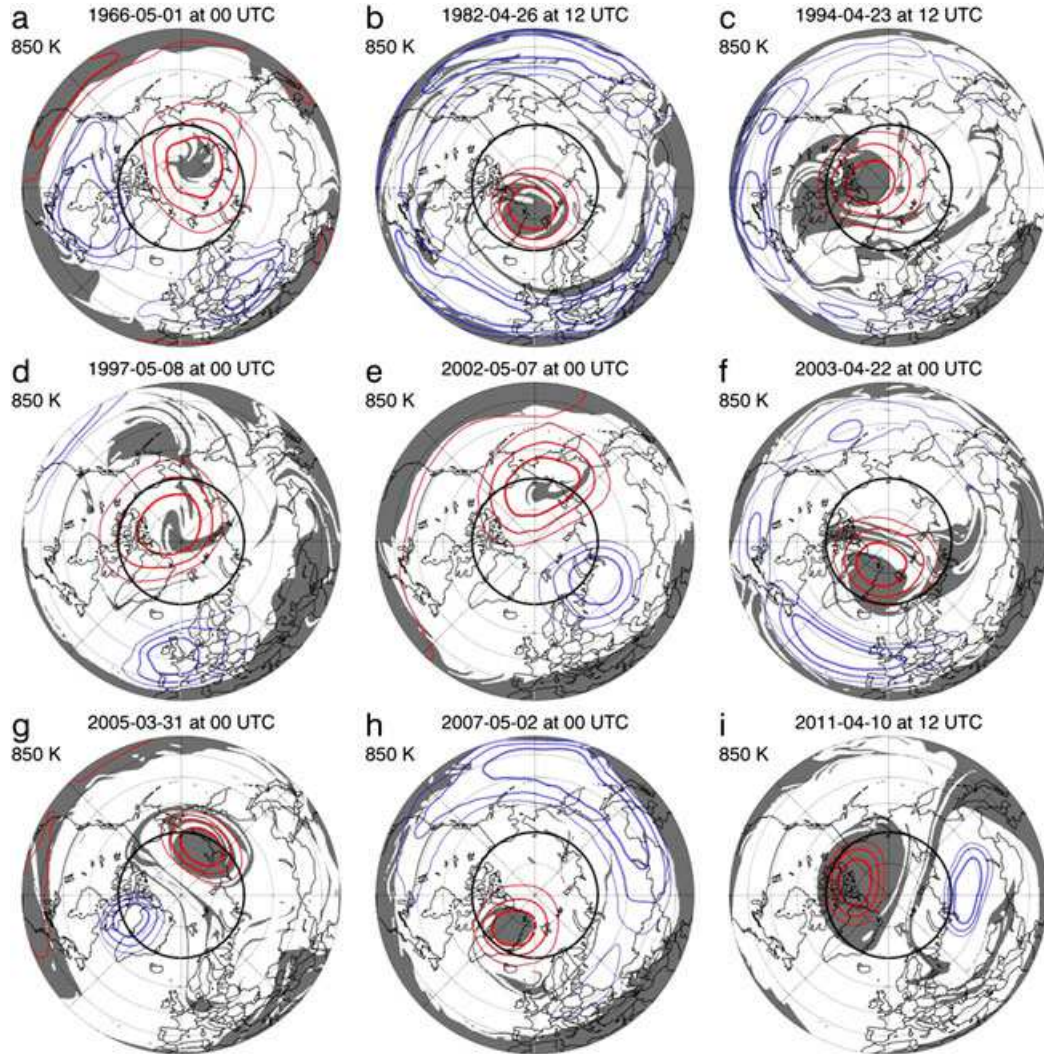 a 1966-05-01 at 00 UTC
850 K
b 1982-04-26 at 12 UTC
850 K
c 1994-04-23 at 12 UTC
850 K
d 1997-05-08 at 00 UTC
850 K
e 2002-05-07 at 00 UTC
850 K
f 2003-04-22 at 00 UTC
850 K
g 2005-03-31 at 00 UTC
850 K
h 2007-05-02 at 00 UTC
850 K
i 2011-04-10 at 12 UTC
850 K